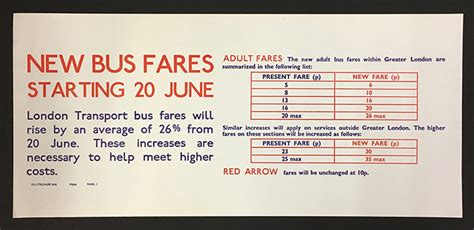 NEW BUS FARES
STARTING 20 JUNE
London Transport bus fares will
rise by an average of 26% from
20 June. These increases are
necessary to help meet higher
costs.
ADULT FARES The new adult bus fares within Greater London are
summarized in the following list:
PRESENT FARE (p) NEW FARE (p)
5 6
8 10
13 16
16 20
20 max 26 max
Similar increases will apply on services outside Greater London. The higher
fares on these sections will be increased as follows:
PRESENT FARE (p) NEW FARE (p)
23 30
25 max 35 max
RED ARROW fares will be unchanged at 10p.